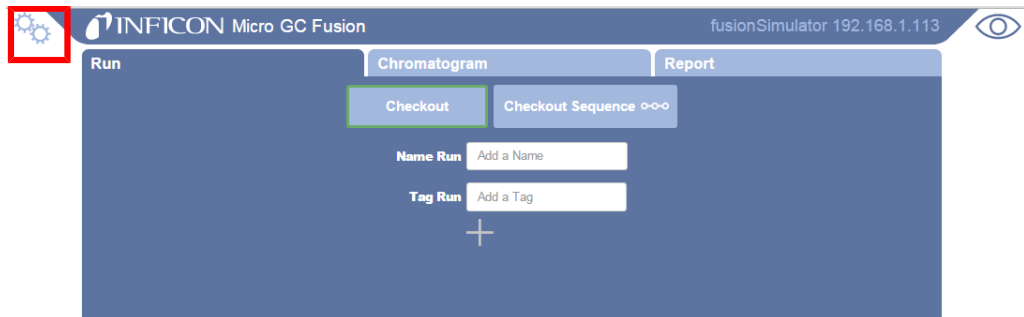 INFICON Micro GC Fusion
fusionSimulator 192.168.1.113
Run
Chromatogram
Report
Checkout
Checkout Sequence
Name Run
Add a Name
Tag Run
Add a Tag